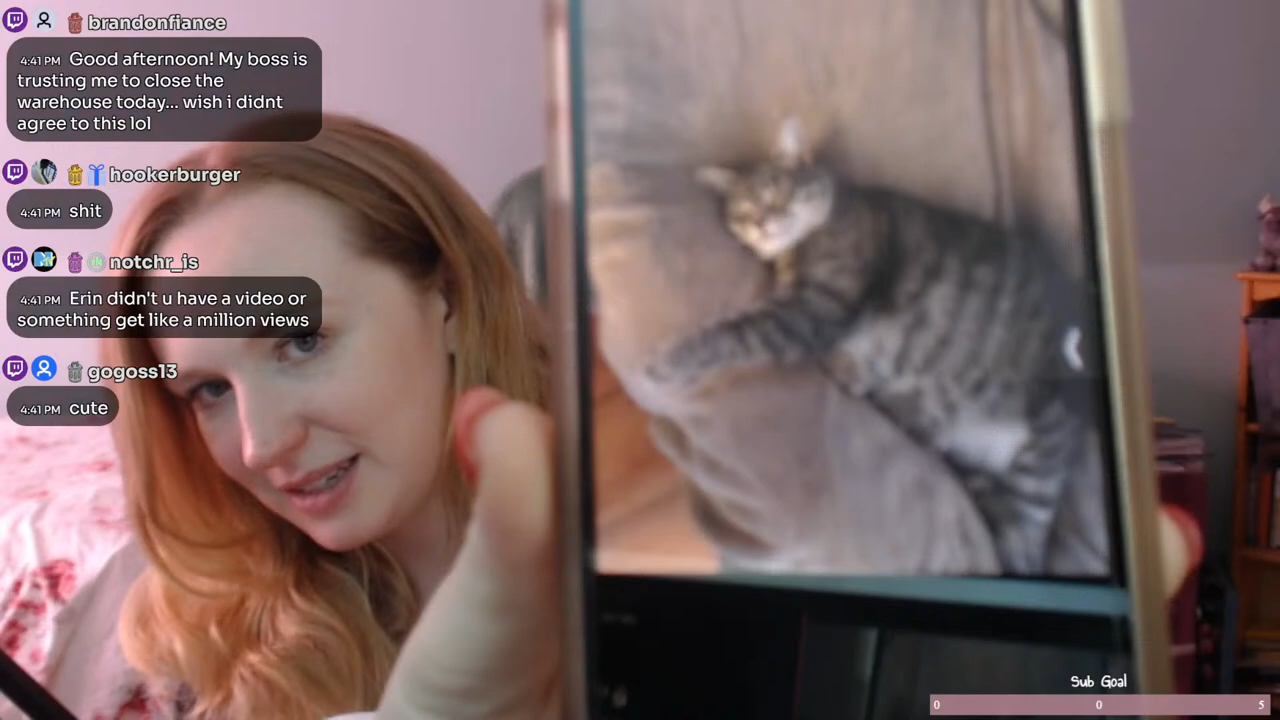 brandonfiance
4:41 PM Good afternoon! My boss is
trusting me to close the
warehouse today... wish i didnt
agree to this lol
hookerburger
4:41 PM shit
notchr_is
4:41 PM Erin didn't u have a video or
something get like a million views
gogoss13
4:41 PM cute
Sub Goal
0 0 5